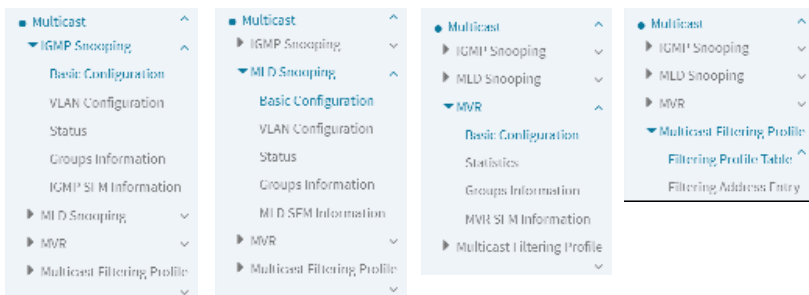 Multicast
IGMP Snooping
Basic Configuration
VLAN Configuration
Status
Groups Information
IGMP SFM Information
MLD Snooping
MVR
Multicast Filtering Profile
Multicast
IGMP Snooping
MLD Snooping
Basic Configuration
VLAN Configuration
Status
Groups Information
MLD SFM Information
MVR
Multicast Filtering Profile
Multicast
IGMP Snooping
MLD Snooping
MVR
Basic Configuration
Statistics
Groups Information
MVR SFM Information
Multicast Filtering Profile
Multicast
IGMP Snooping
MLD Snooping
MVR
Multicast Filtering Profile
Filtering Profile Table
Filtering Address Entry